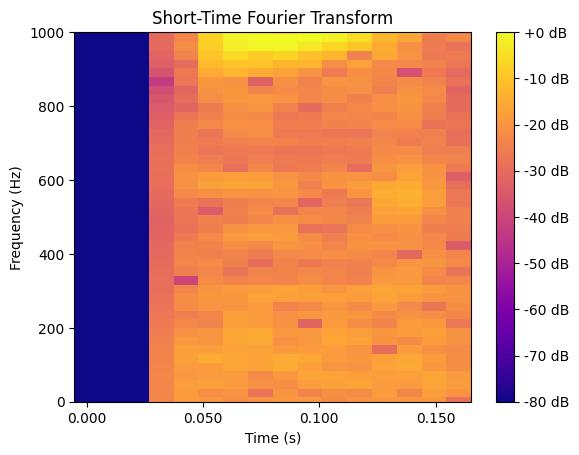 Short-Time Fourier Transform
1000
800
600
400
200
0
Frequency (Hz)
0.000
0.050
0.100
0.150
Time (s)
+0 dB
-10 dB
-20 dB
-30 dB
-40 dB
-50 dB
-60 dB
-70 dB
-80 dB